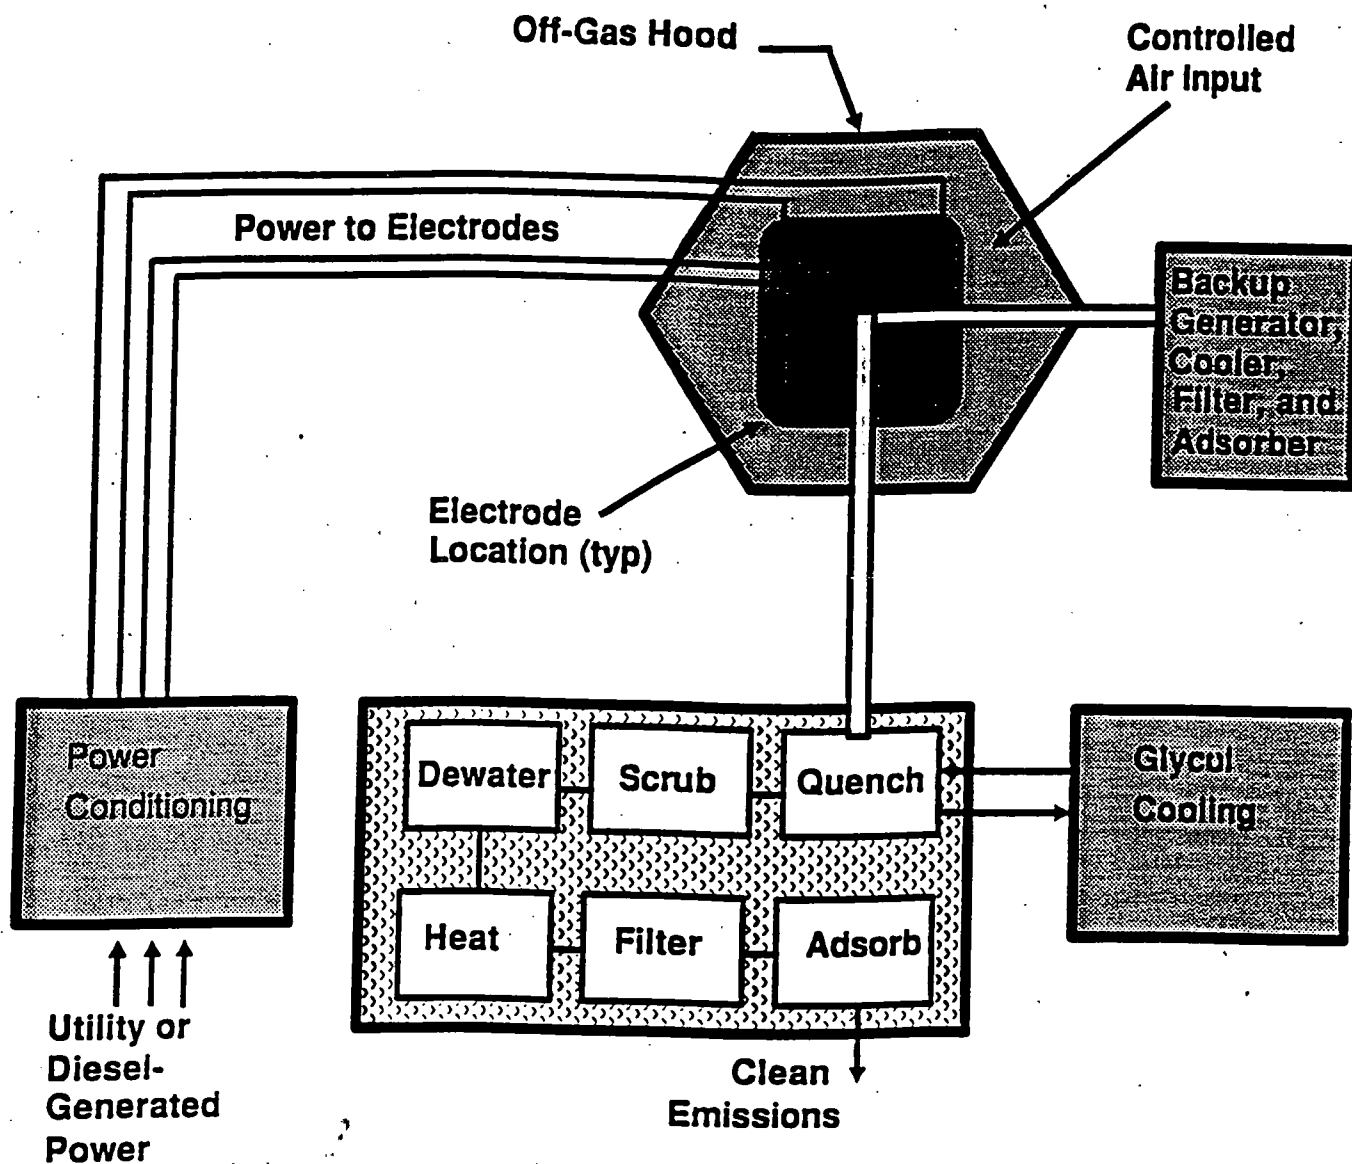 Off-Gas Hood
Controlled
Air Input
Power to Electrodes
Backup
Generator,
Cooler,
Filter, and
Adsorber
Electrode
Location (typ)
Power
Conditioning
Dewater
Scrub
Quench
Glycol
Cooling
Heat
Filter
Adsorb
Utility or
Diesel-
Generated
Power
Clean
Emissions